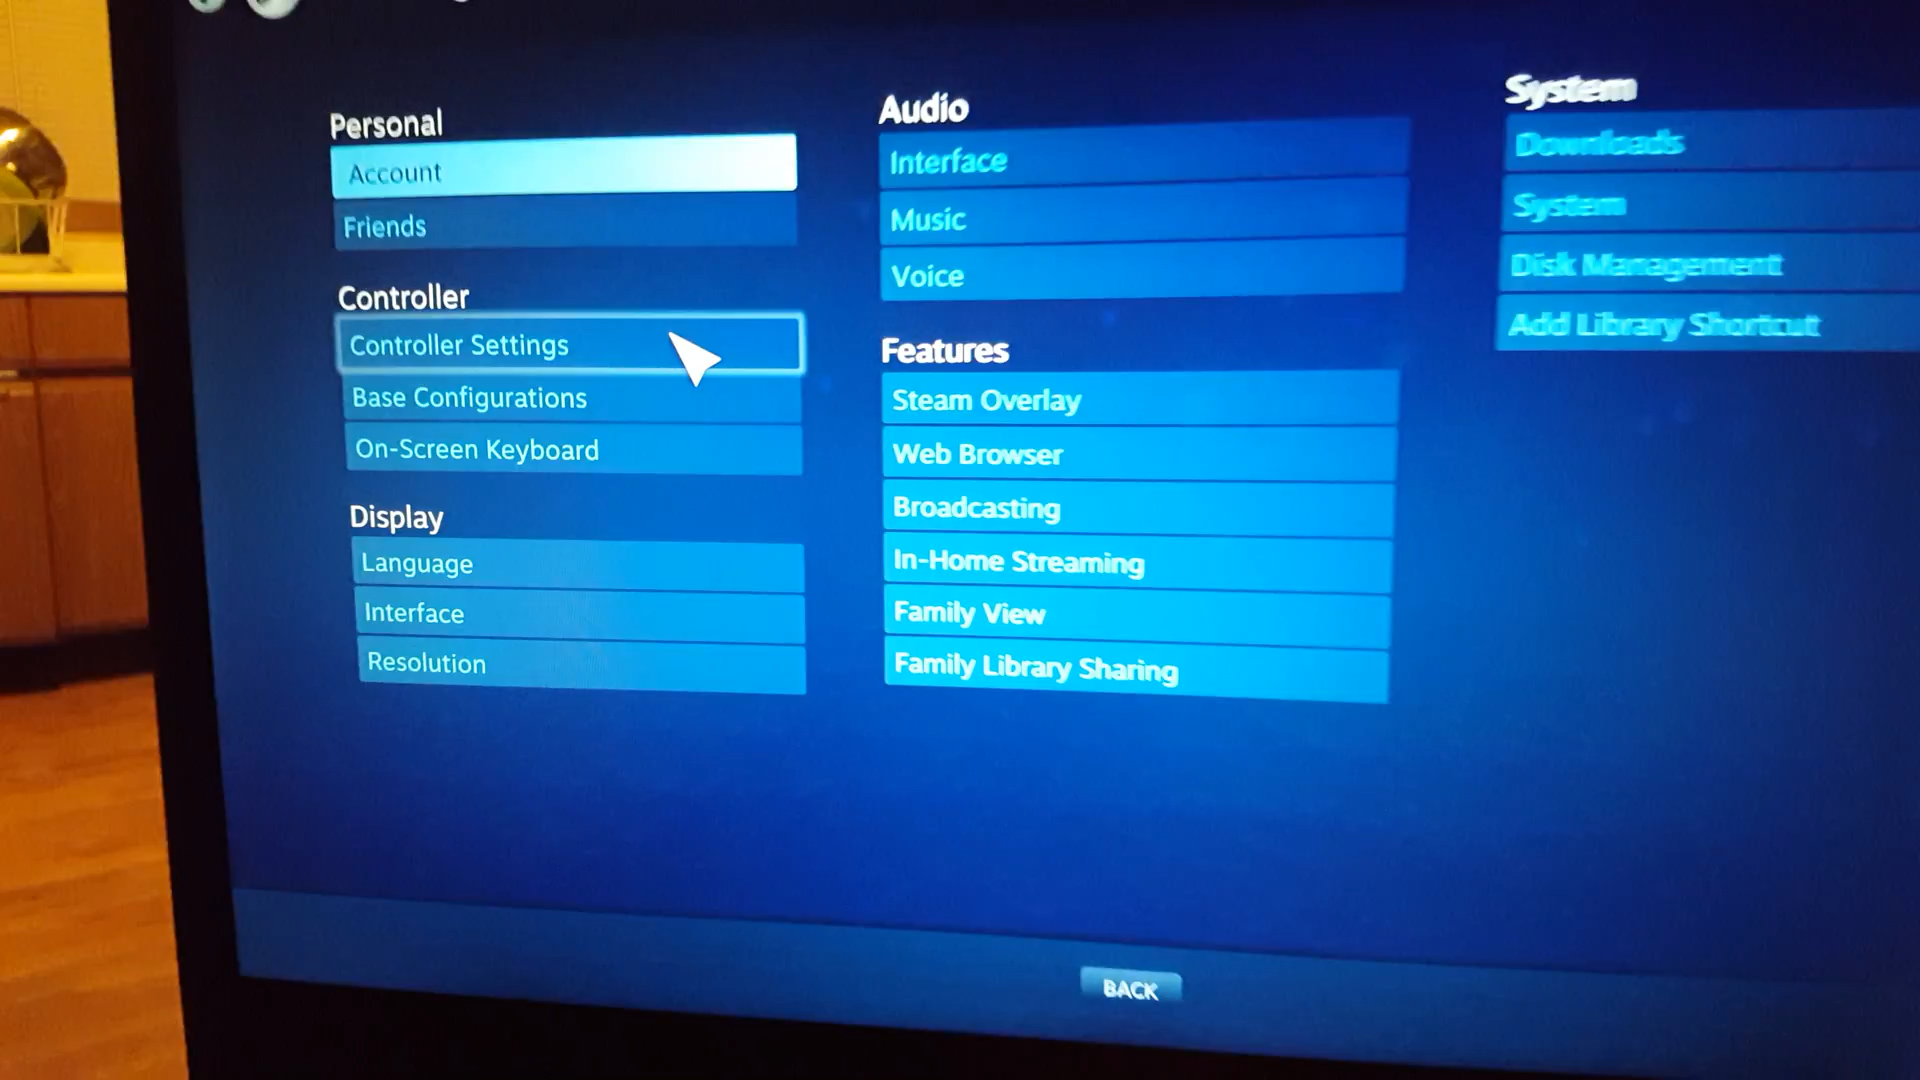 Personal
Account
Friends
Controller
Controller Settings
Base Configurations
On-Screen Keyboard
Display
Language
Interface
Resolution
Audio
Interface
Music
Voice
Features
Steam Overlay
Web Browser
Broadcasting
In-Home Streaming
Family View
Family Library Sharing
System
Downloads
System
Disk Management
Add Library Shortcut
BACK